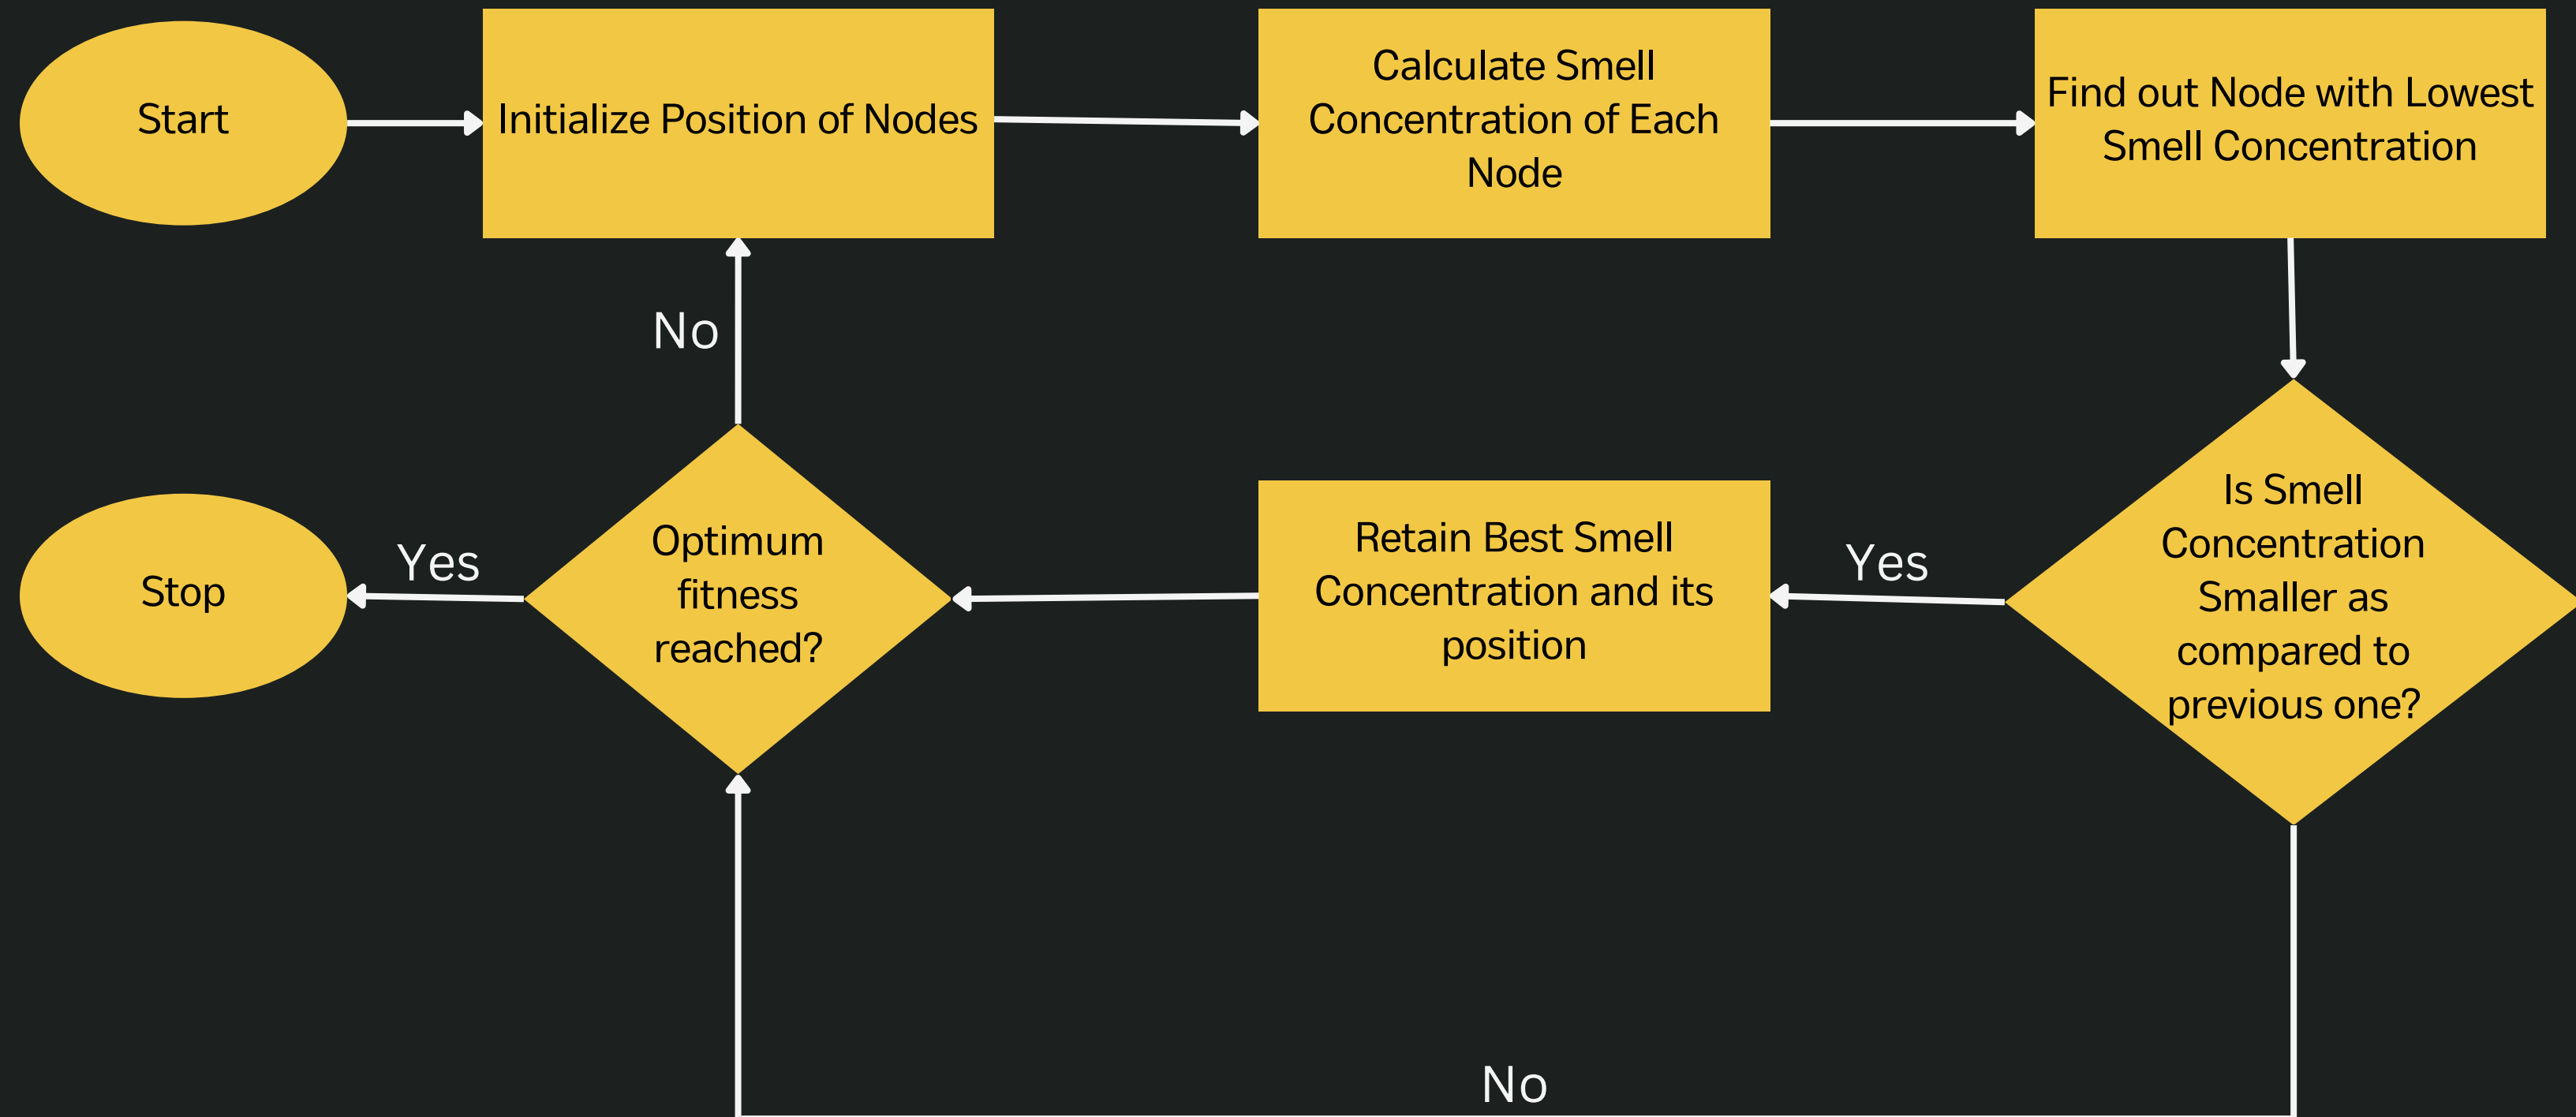 Start
Initialize Position of Nodes
Calculate Smell
Concentration of Each
Node
Find out Node with Lowest
Smell Concentration
No
Stop
Yes
Optimum
fitness
reached?
Retain Best Smell
Concentration and its
position
Yes
Is Smell
Concentration
Smaller as
compared to
previous one?
No